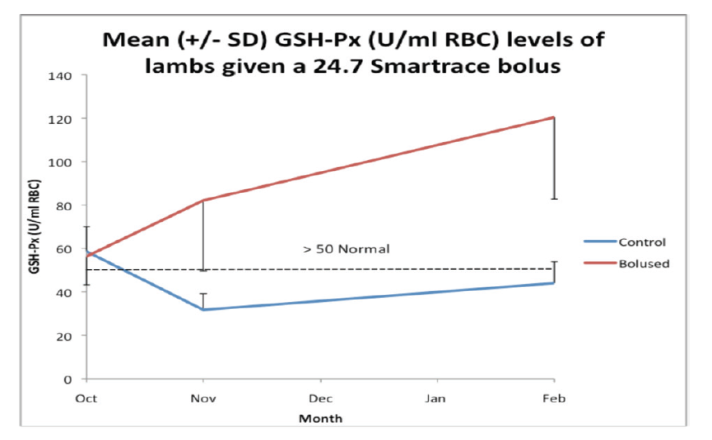 Mean (+/- SD) GSH-Px (U/ml RBC) levels of
lambs given a 24.7 Smartrace bolus
140
120
100
80
60
40
20
0
GSH-Px (U/ml RBC)
> 50 Normal
Control
Bolused
Oct Nov Dec Jan Feb
Month